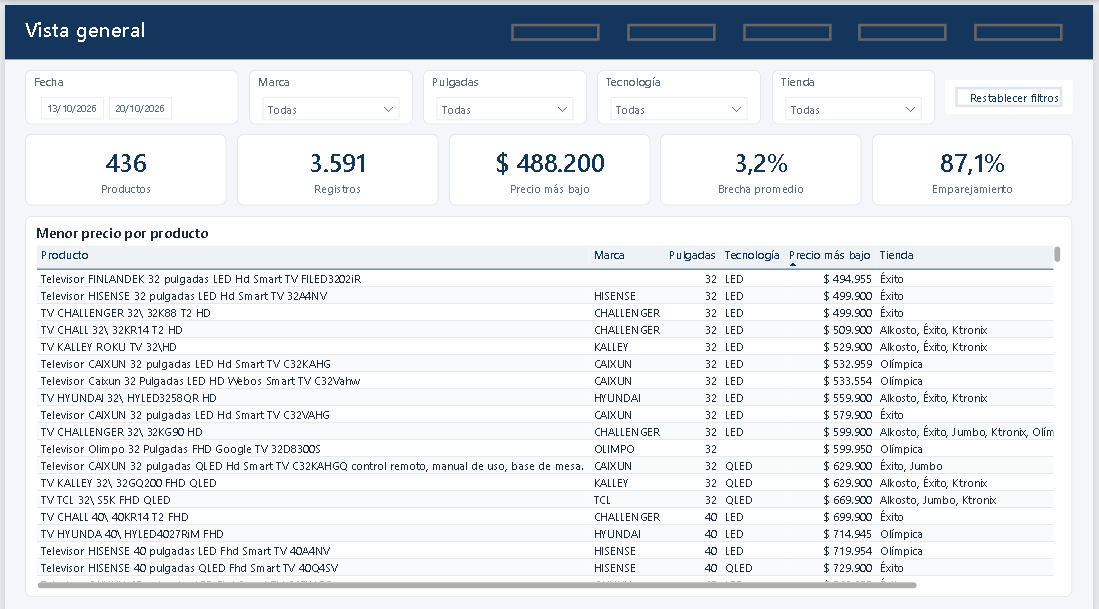 Vista general
Fecha
13/10/2026 20/10/2026
Marca
Todas
Pulgadas
Todas
Tecnología
Todas
Tienda
Todas
Restablecer filtros
436
Productos
3.591
Registros
$ 488.200
Precio más bajo
3,2%
Brecha promedio
87,1%
Emparejamiento
Menor precio por producto
Producto Marca Pulgadas Tecnología Precio más bajo Tienda
Televisor FINLANDEK 32 pulgadas LED Hd Smart TV FILED3202iR 32 LED $ 494.955 Éxito
Televisor HISENSE 32 pulgadas LED Hd Smart TV 32A4NV HISENSE 32 LED $ 499.900 Éxito
TV CHALLENGER 32\ 32K88 T2 HD CHALLENGER 32 LED $ 499.900 Éxito
TV CHALL 32\ 32KR14 T2 HD CHALLENGER 32 LED $ 509.900 Alkosto, Éxito, Ktronix
TV KALLEY ROKU TV 32\HD KALLEY 32 LED $ 529.900 Alkosto, Éxito, Ktronix
Televisor CAIXUN 32 pulgadas LED Hd Smart TV C32KAHG CAIXUN 32 LED $ 532.959 Olímpica
Televisor Caixun 32 Pulgadas LED HD Webos Smart TV C32Vahw CAIXUN 32 LED $ 533.554 Olímpica
TV HYUNDAI 32\ HYLED3258QR HD HYUNDAI 32 LED $ 559.900 Alkosto, Éxito, Ktronix
Televisor CAIXUN 32 pulgadas LED Hd Smart TV C32VAHG CAIXUN 32 LED $ 579.900 Éxito
TV CHALLENGER 32\ 32KG90 HD CHALLENGER 32 LED $ 599.900 Alkosto, Éxito, Jumbo, Ktronix, Olím
Televisor Olimpo 32 Pulgadas FHD Google TV 32D8300S OLIMPO 32 $ 599.950 Olímpica
Televisor CAIXUN 32 pulgadas QLED Hd Smart TV C32KAHGQ control remoto, manual de uso, base de mesa. CAIXUN 32 QLED $ 629.900 Éxito, Jumbo
TV KALLEY 32\ 32GQ200 FHD QLED KALLEY 32 QLED $ 629.900 Alkosto, Éxito, Ktronix
TV TCL 32\ S5K FHD QLED TCL 32 QLED $ 669.900 Alkosto, Jumbo, Ktronix
TV CHALL 40\ 40KR14 T2 FHD CHALLENGER 40 LED $ 699.900 Éxito
TV HYUNDA 40\ HYLED4027RiM FHD HYUNDAI 40 LED $ 714.945 Olímpica
Televisor HISENSE 40 pulgadas LED Fhd Smart TV 40A4NV HISENSE 40 LED $ 719.954 Olímpica
Televisor HISENSE 40 pulgadas QLED Fhd Smart TV 40Q4SV HISENSE 40 QLED $ 729.900 Éxito